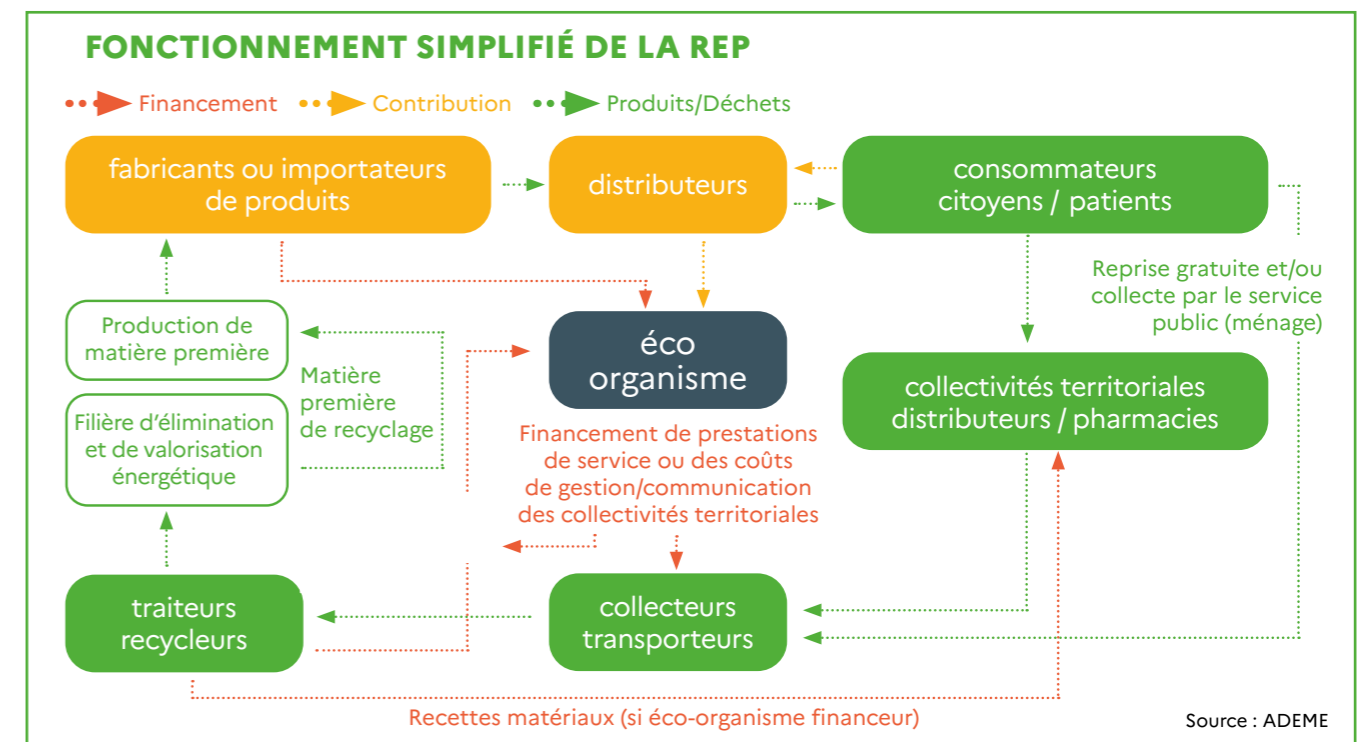 FONCTIONNEMENT SIMPLIFIÉ DE LA REP
Financement
Contribution
Produits/Déchets
fabricants ou importateurs
de produits
distributeurs
consommateurs
citoyens / patients
Reprise gratuite et/ou
collecte par le service
public (ménage)
Production de
matière première
Matière
première
de recyclage
Filière d'élimination
et de valorisation
énergétique
éco
organisme
collectivités territoriales
distributeurs / pharmacies
Financement de prestations
de service ou des coûts
de gestion/communication
des collectivités territoriales
traiteurs
recycleurs
collecteurs
transporteurs
Recettes matériaux (si éco-organisme financeur)
Source : ADEME